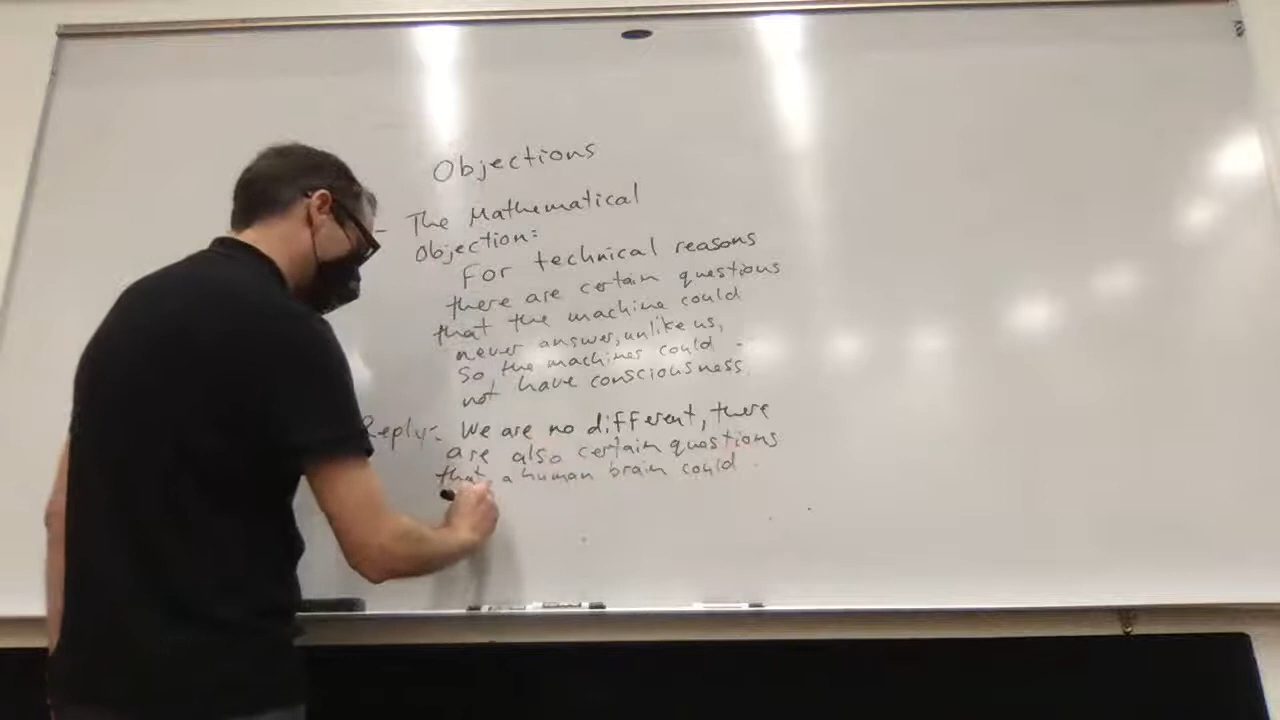 Objections
- The Mathematical
Objection:
For technical reasons
there are certain questions
that the machine could
never answer, unlike us,
so the machines could
not have consciousness
Reply: We are no different, there
are also certain questions
that a human brain could